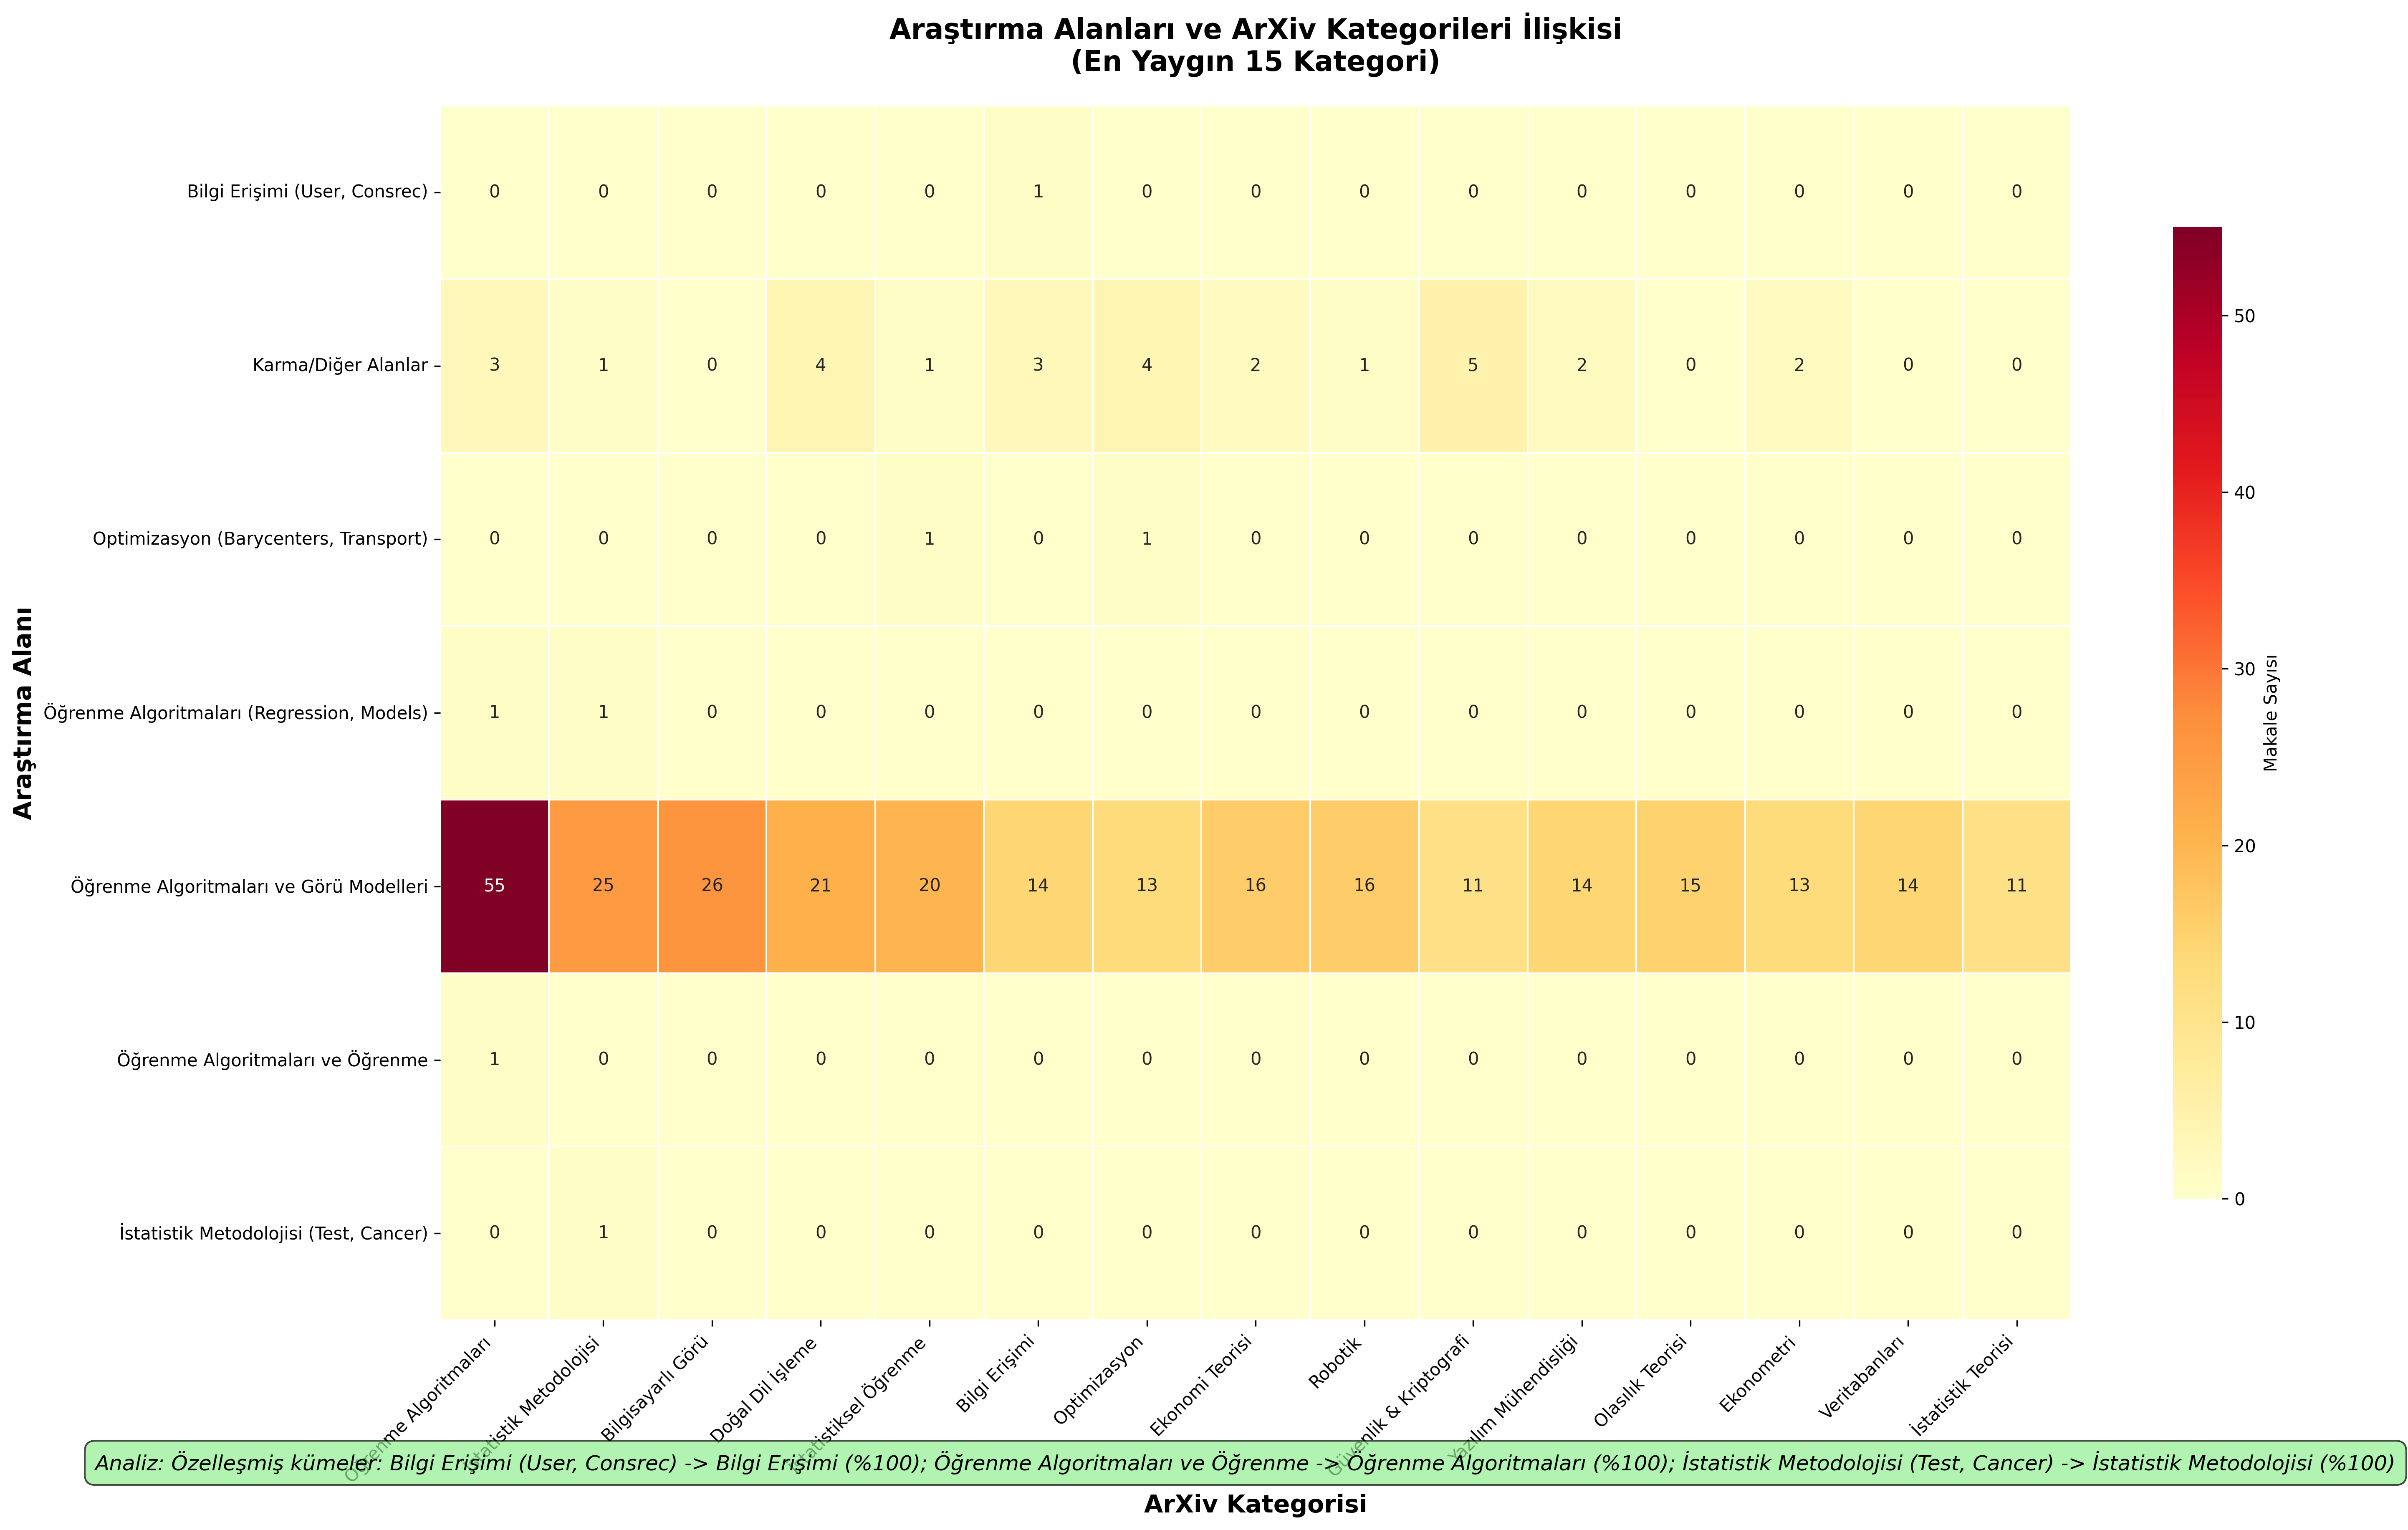 Araştırma Alanları ve ArXiv Kategorileri İlişkisi
(En Yaygın 15 Kategori)
Araştırma Alanı
Bilgi Erişimi (User, Consrec) 0 0 0 0 0 1 0 0 0 0 0 0 0 0 0
Karma/Diğer Alanlar 3 1 0 4 1 3 4 2 1 5 2 0 2 0 0
Optimizasyon (Barycenters, Transport) 0 0 0 0 1 0 1 0 0 0 0 0 0 0 0
Öğrenme Algoritmaları (Regression, Models) 1 1 0 0 0 0 0 0 0 0 0 0 0 0 0
Öğrenme Algoritmaları ve Görü Modelleri 55 25 26 21 20 14 13 16 16 11 14 15 13 14 11
Öğrenme Algoritmaları ve Öğrenme 1 0 0 0 0 0 0 0 0 0 0 0 0 0 0
İstatistik Metodolojisi (Test, Cancer) 0 1 0 0 0 0 0 0 0 0 0 0 0 0 0
Öğrenme Algoritmaları
İstatistik Metodolojisi
Bilgisayarlı Görü
Doğal Dil İşleme
İstatistiksel Öğrenme
Bilgi Erişimi
Optimizasyon
Ekonomi Teorisi
Robotik
Güvenlik & Kriptografi
Yazılım Mühendisliği
Olasılık Teorisi
Ekonometri
Veritabanları
İstatistik Teorisi
50
40
30
20
10
0
Makale Sayısı
Analiz: Özelleşmiş kümeler: Bilgi Erişimi (User, Consrec) -> Bilgi Erişimi (%100); Öğrenme Algoritmaları ve Öğrenme -> Öğrenme Algoritmaları (%100); İstatistik Metodolojisi (Test, Cancer) -> İstatistik Metodolojisi (%100)
ArXiv Kategorisi